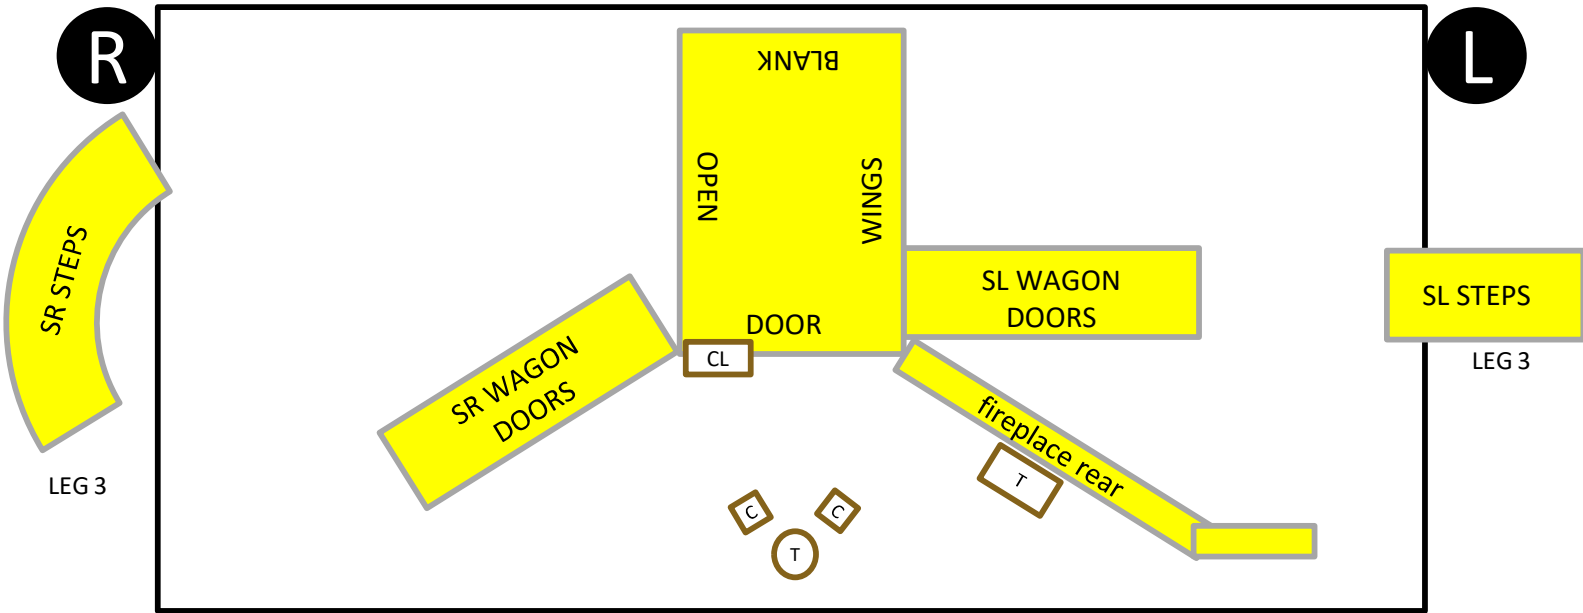 R
L
BLANK
OPEN
WINGS
SR STEPS
SL WAGON
DOORS
SL STEPS
DOOR
CL
LEG 3
SR WAGON
DOORS
fireplace rear
T
LEG 3
C
C
T